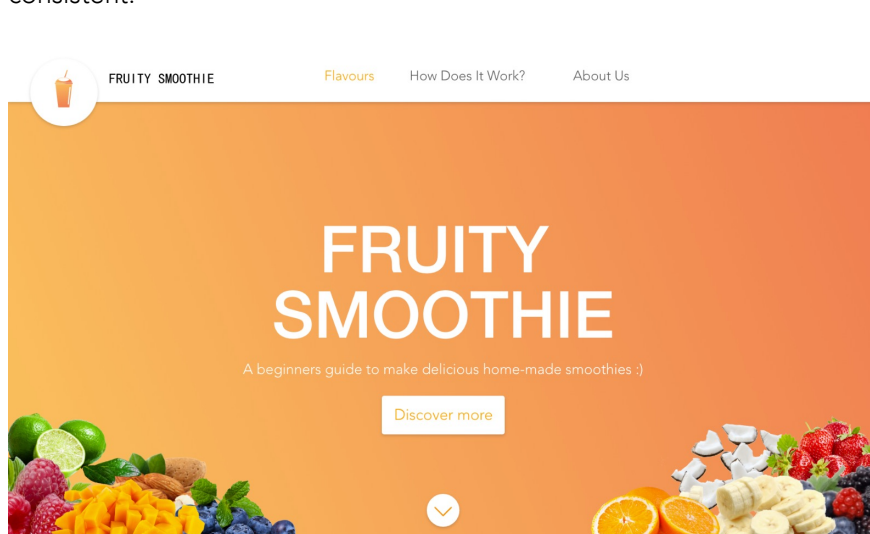 consistent.
FRUITY SMOOTHIE
Flavours
How Does It Work?
About Us
FRUITY
SMOOTHIE
A beginners guide to make delicious home-made smoothies :)
Discover more